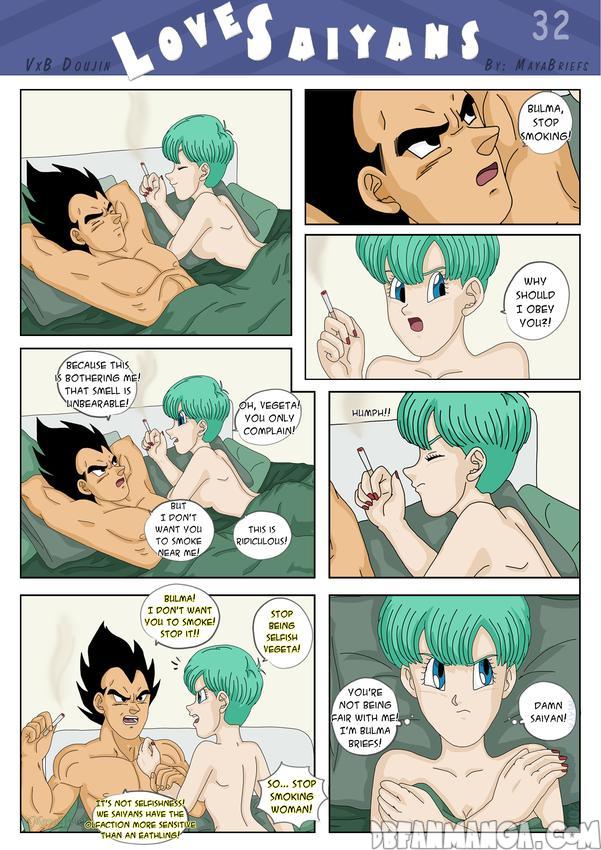 VXB DOUJIN
LOVE SAIYANS
BY: MAYABRIEFS
32
BULMA,
STOP
SMOKING!
WHY
SHOULD
I OBEY
YOU?!
BECAUSE THIS
IS BOTHERING ME!
THAT SMELL IS
UNBEARABLE!
OH, VEGETA!
YOU ONLY
COMPLAIN!
BUT
I DON'T
WANT YOU
TO SMOKE
NEAR ME!
THIS IS
RIDICULOUS!
HUMPH!!
BULMA!
I DON'T WANT
YOU TO SMOKE!
STOP IT!!
STOP
BEING
SELFISH
VEGETA!
IT'S NOT SELFISHNESS!
WE SAIYANS HAVE THE
OLFACTION MORE SENSITIVE
THAN AN EATHLING!
SO... STOP
SMOKING
WOMAN!
YOU'RE
NOT BEING
FAIR WITH ME!
I'M BULMA
BRIEFS!
DAMN
SAIYAN!
DBFANMANGA.COM